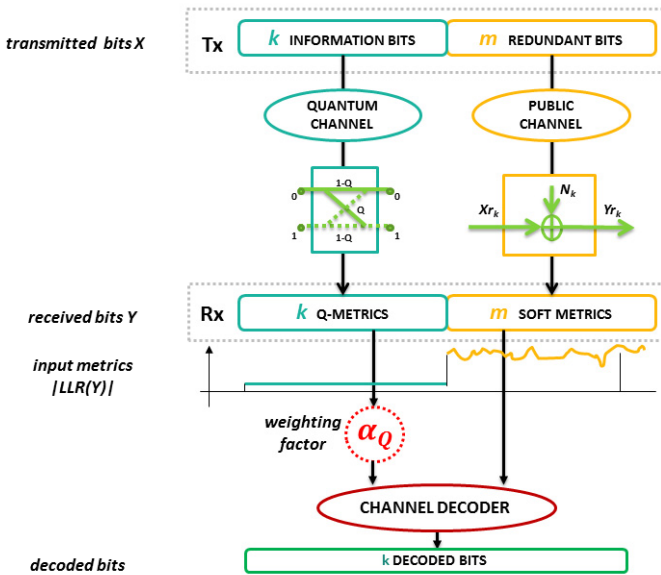 transmitted bits X
Tx
k INFORMATION BITS
m REDUNDANT BITS
QUANTUM
CHANNEL
PUBLIC
CHANNEL
1-Q
0
0
Q
1
1
1-Q
N_k
Xr_k
Yr_k
received bits Y
Rx
k Q-METRICS
m SOFT METRICS
input metrics
|LLR(Y)|
weighting
factor
α_Q
CHANNEL DECODER
decoded bits
k DECODED BITS